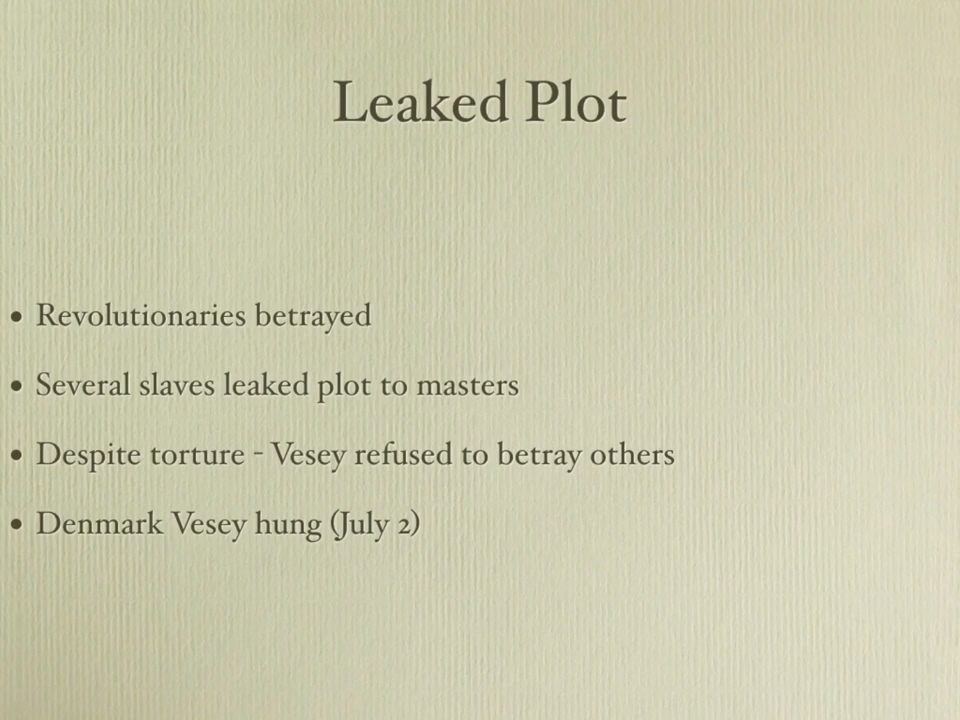 Leaked Plot
• Revolutionaries betrayed
• Several slaves leaked plot to masters
• Despite torture - Vesey refused to betray others
• Denmark Vesey hung (July 2)